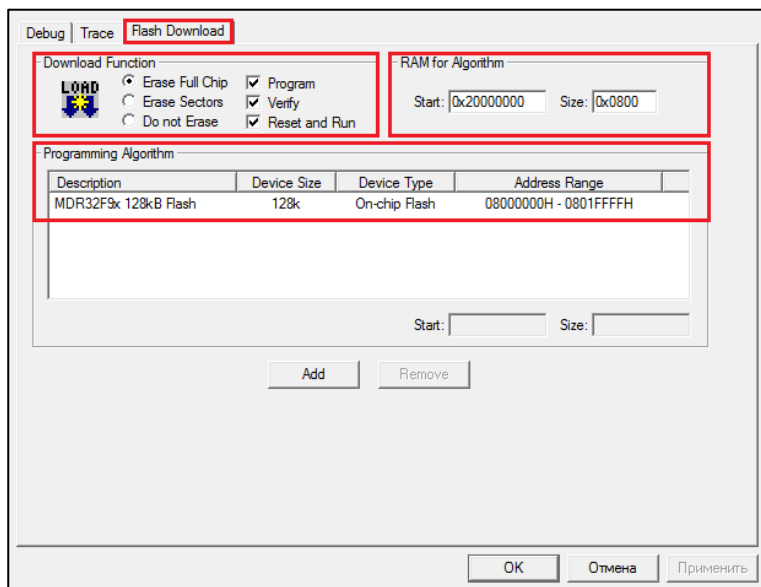 Debug Trace Flash Download
Download Function
LOAD
Erase Full Chip Program
Erase Sectors Verify
Do not Erase Reset and Run
RAM for Algorithm
Start: 0x20000000 Size: 0x0800
Programming Algorithm
Description Device Size Device Type Address Range
MDR32F9x 128kB Flash 128k On-chip Flash 08000000H - 0801FFFFH
Start: Size:
Add Remove
OK Отмена Применить